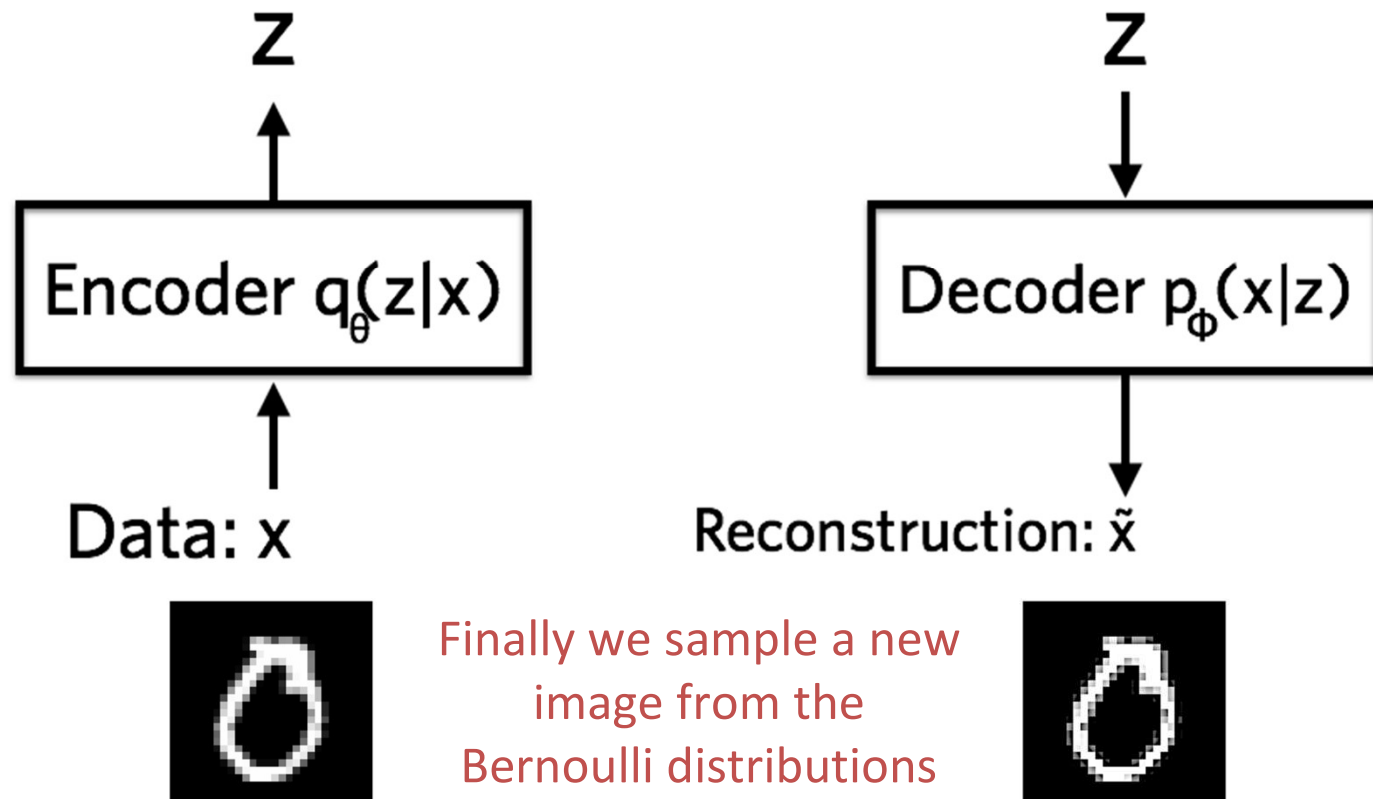 z
z
Encoder qθ(z|x)
Decoder pΦ(x|z)
Data: x
Reconstruction: x̃
Finally we sample a new
image from the
Bernoulli distributions